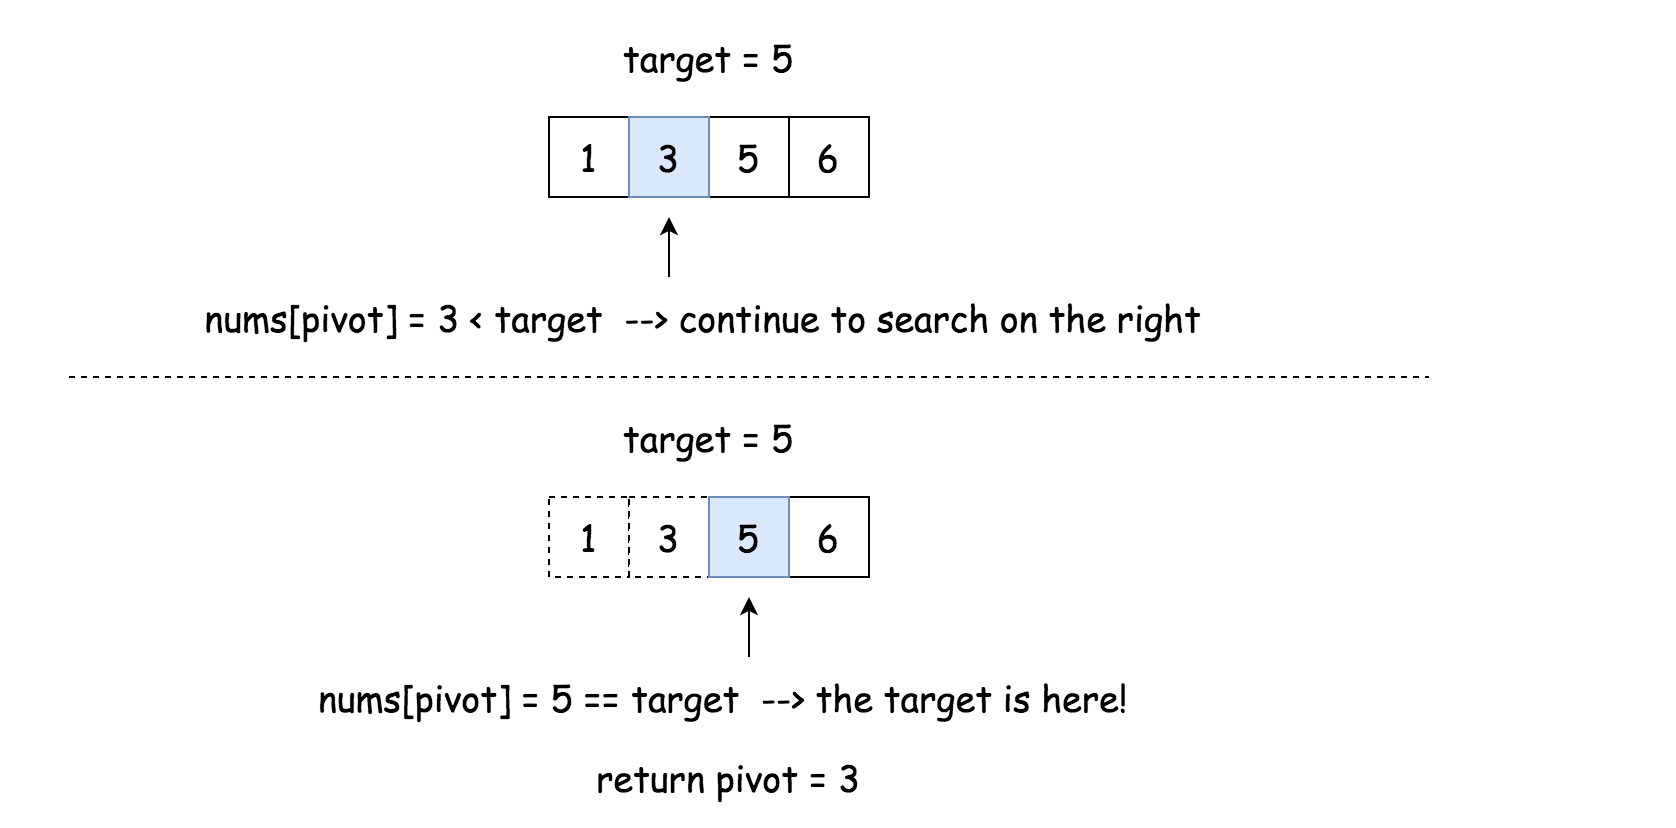 target = 5
1 3 5 6
nums[pivot] = 3 < target --> continue to search on the right
target = 5
1 3 5 6
nums[pivot] = 5 == target --> the target is here!
return pivot = 3